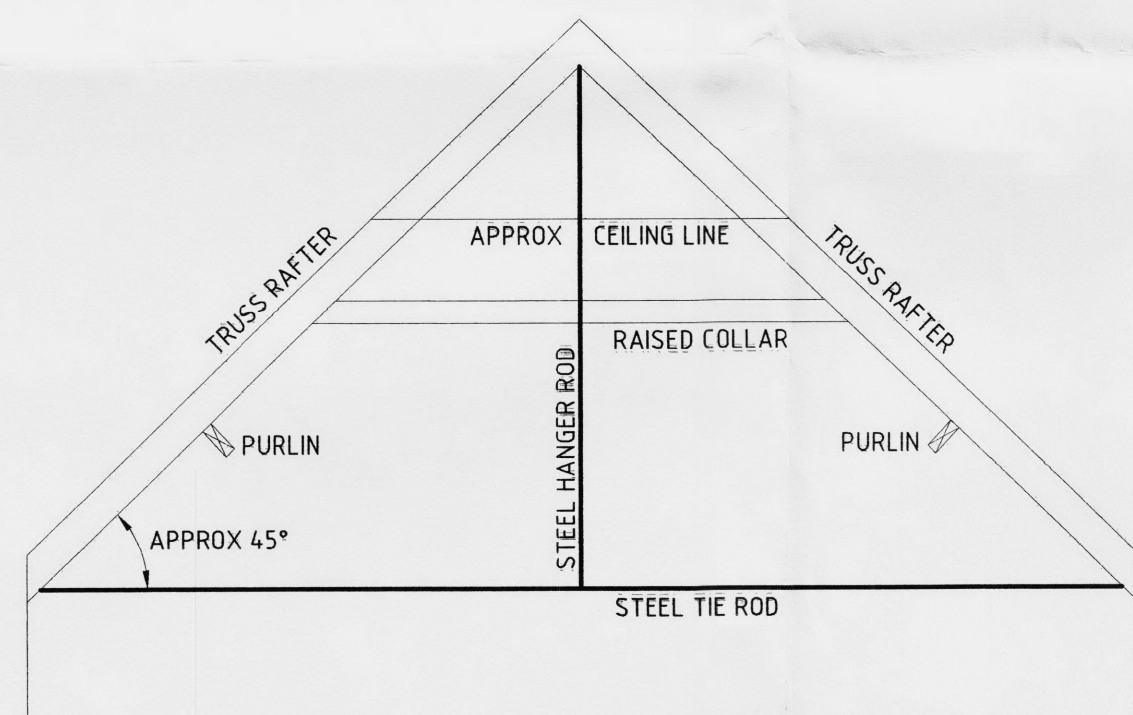 APPROX CEILING LINE
TRUSS RAFTER
TRUSS RAFTER
RAISED COLLAR
STEEL HANGER ROD
PURLIN
PURLIN
APPROX 45°
STEEL TIE ROD